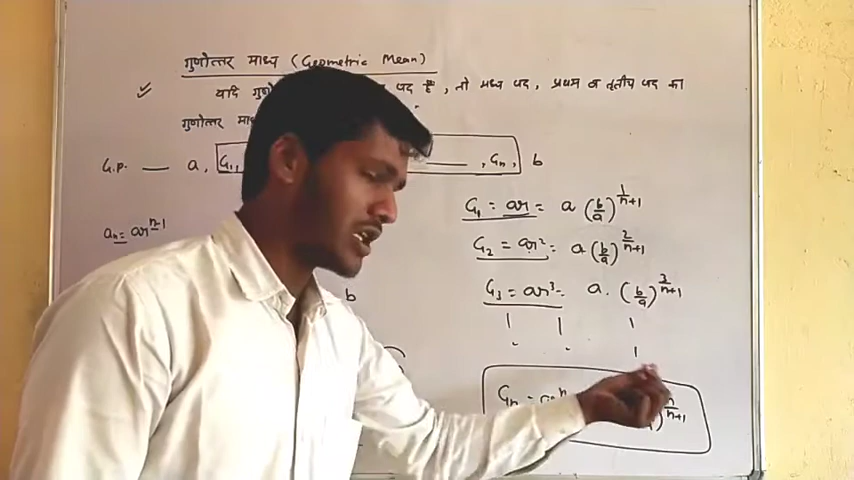 गुणोत्तर माध्य (Geometric Mean)
यदि पद है, तो मध्य पद, प्रथम व तृतीय पद का
गुणोत्तर
G.P. — a, G₁, ——— , Gₙ, b
aₙ = arⁿ⁻¹
G₁ = ar = a (b/a)^(1/n+1)
G₂ = ar² = a (b/a)^(2/n+1)
b
G₃ = ar³ = a. (b/a)^(3/n+1)
Gₙ = n/n+1